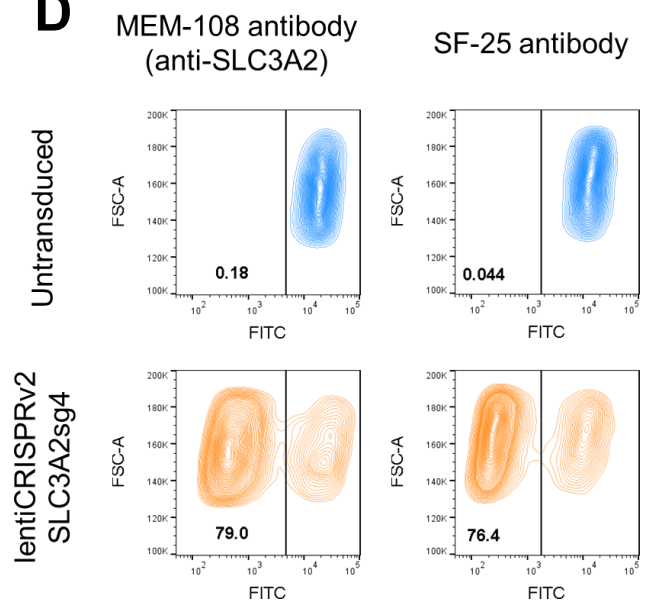 D
MEM-108 antibody
(anti-SLC3A2)
SF-25 antibody
Untransduced
FSC-A
200K
180K
160K
140K
120K
100K
0.18
10^2
10^3
10^4
10^5
FITC
FSC-A
200K
180K
160K
140K
120K
100K
0.044
10^2
10^3
10^4
10^5
FITC
lentiCRISPRv2
SLC3A2sg4
FSC-A
200K
180K
160K
140K
120K
100K
79.0
10^2
10^3
10^4
10^5
FITC
FSC-A
200K
180K
160K
140K
120K
100K
76.4
10^2
10^3
10^4
10^5
FITC